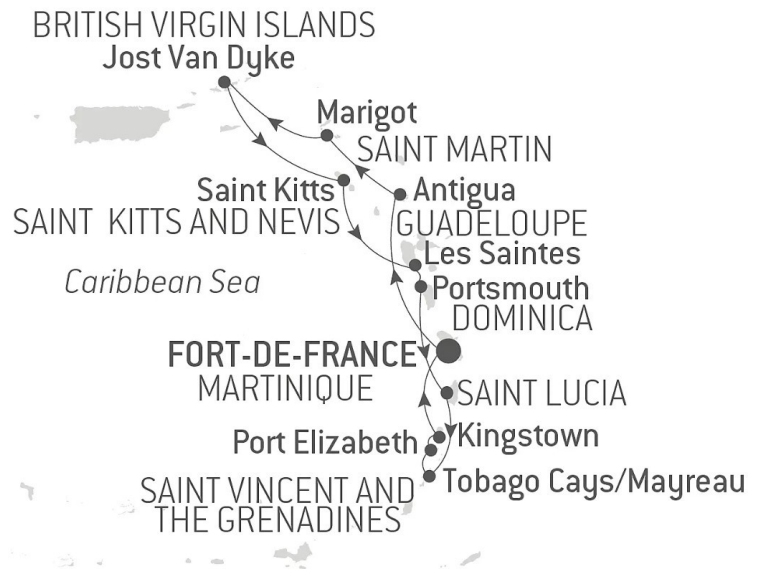 BRITISH VIRGIN ISLANDS
Jost Van Dyke
Marigot
SAINT MARTIN
Saint Kitts
Antigua
SAINT KITTS AND NEVIS
GUADELOUPE
Les Saintes
Caribbean Sea
Portsmouth
DOMINICA
FORT-DE-FRANCE
MARTINIQUE
SAINT LUCIA
Kingstown
Port Elizabeth
Tobago Cays/Mayreau
SAINT VINCENT AND
THE GRENADINES